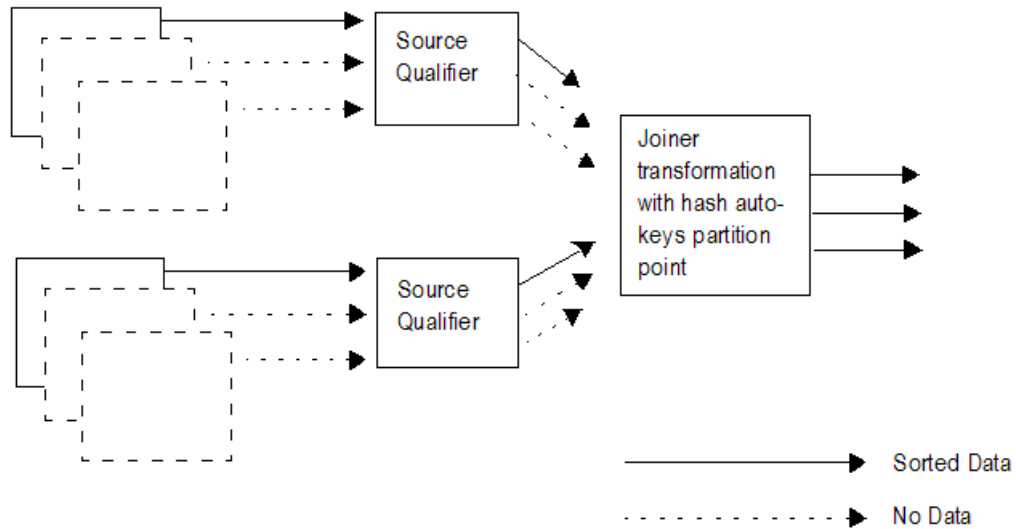 Source
Qualifier
Joiner
transformation
with hash auto-
keys partition
point
Source
Qualifier
Sorted Data
No Data